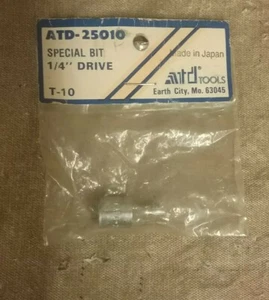 ATD-25010
SPECIAL BIT
1/4" DRIVE
T-10
Made in Japan
atd TOOLS
Earth City, Mo. 63045